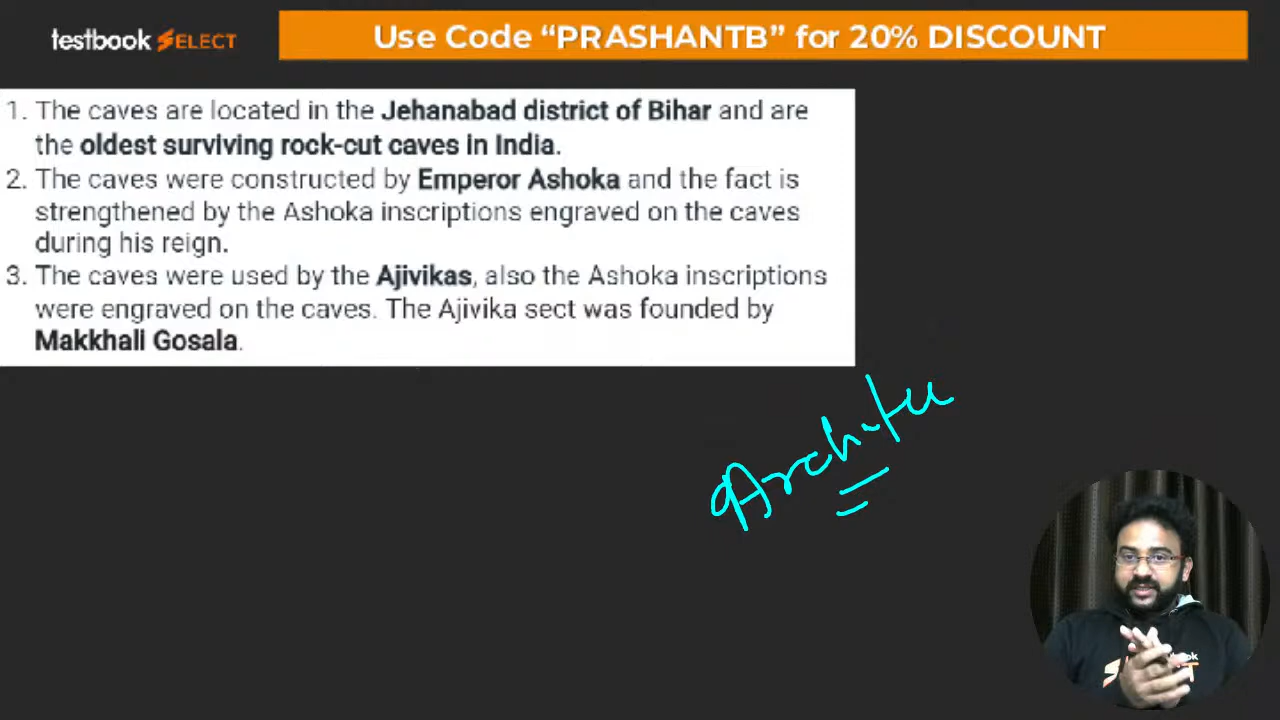 testbook SELECT
Use Code “PRASHANTB” for 20% DISCOUNT
1. The caves are located in the Jehanabad district of Bihar and are
the oldest surviving rock-cut caves in India.
2. The caves were constructed by Emperor Ashoka and the fact is
strengthened by the Ashoka inscriptions engraved on the caves
during his reign.
3. The caves were used by the Ajivikas, also the Ashoka inscriptions
were engraved on the caves. The Ajivika sect was founded by
Makkhali Gosala.